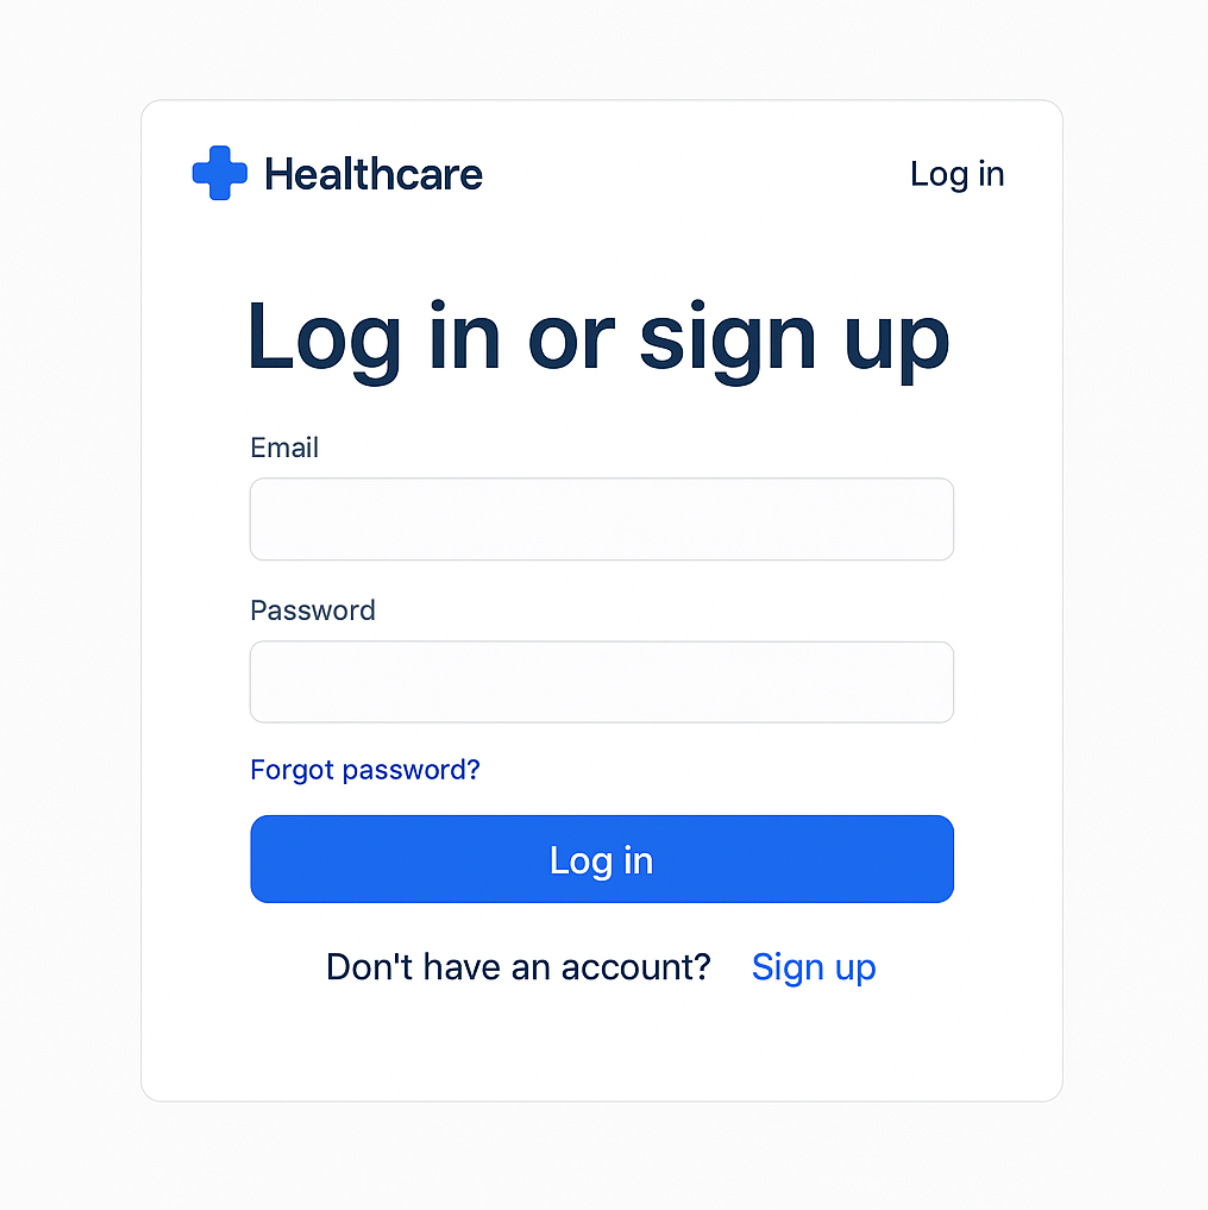 Healthcare
Log in
Log in or sign up
Email
Password
Forgot password?
Log in
Don't have an account? Sign up